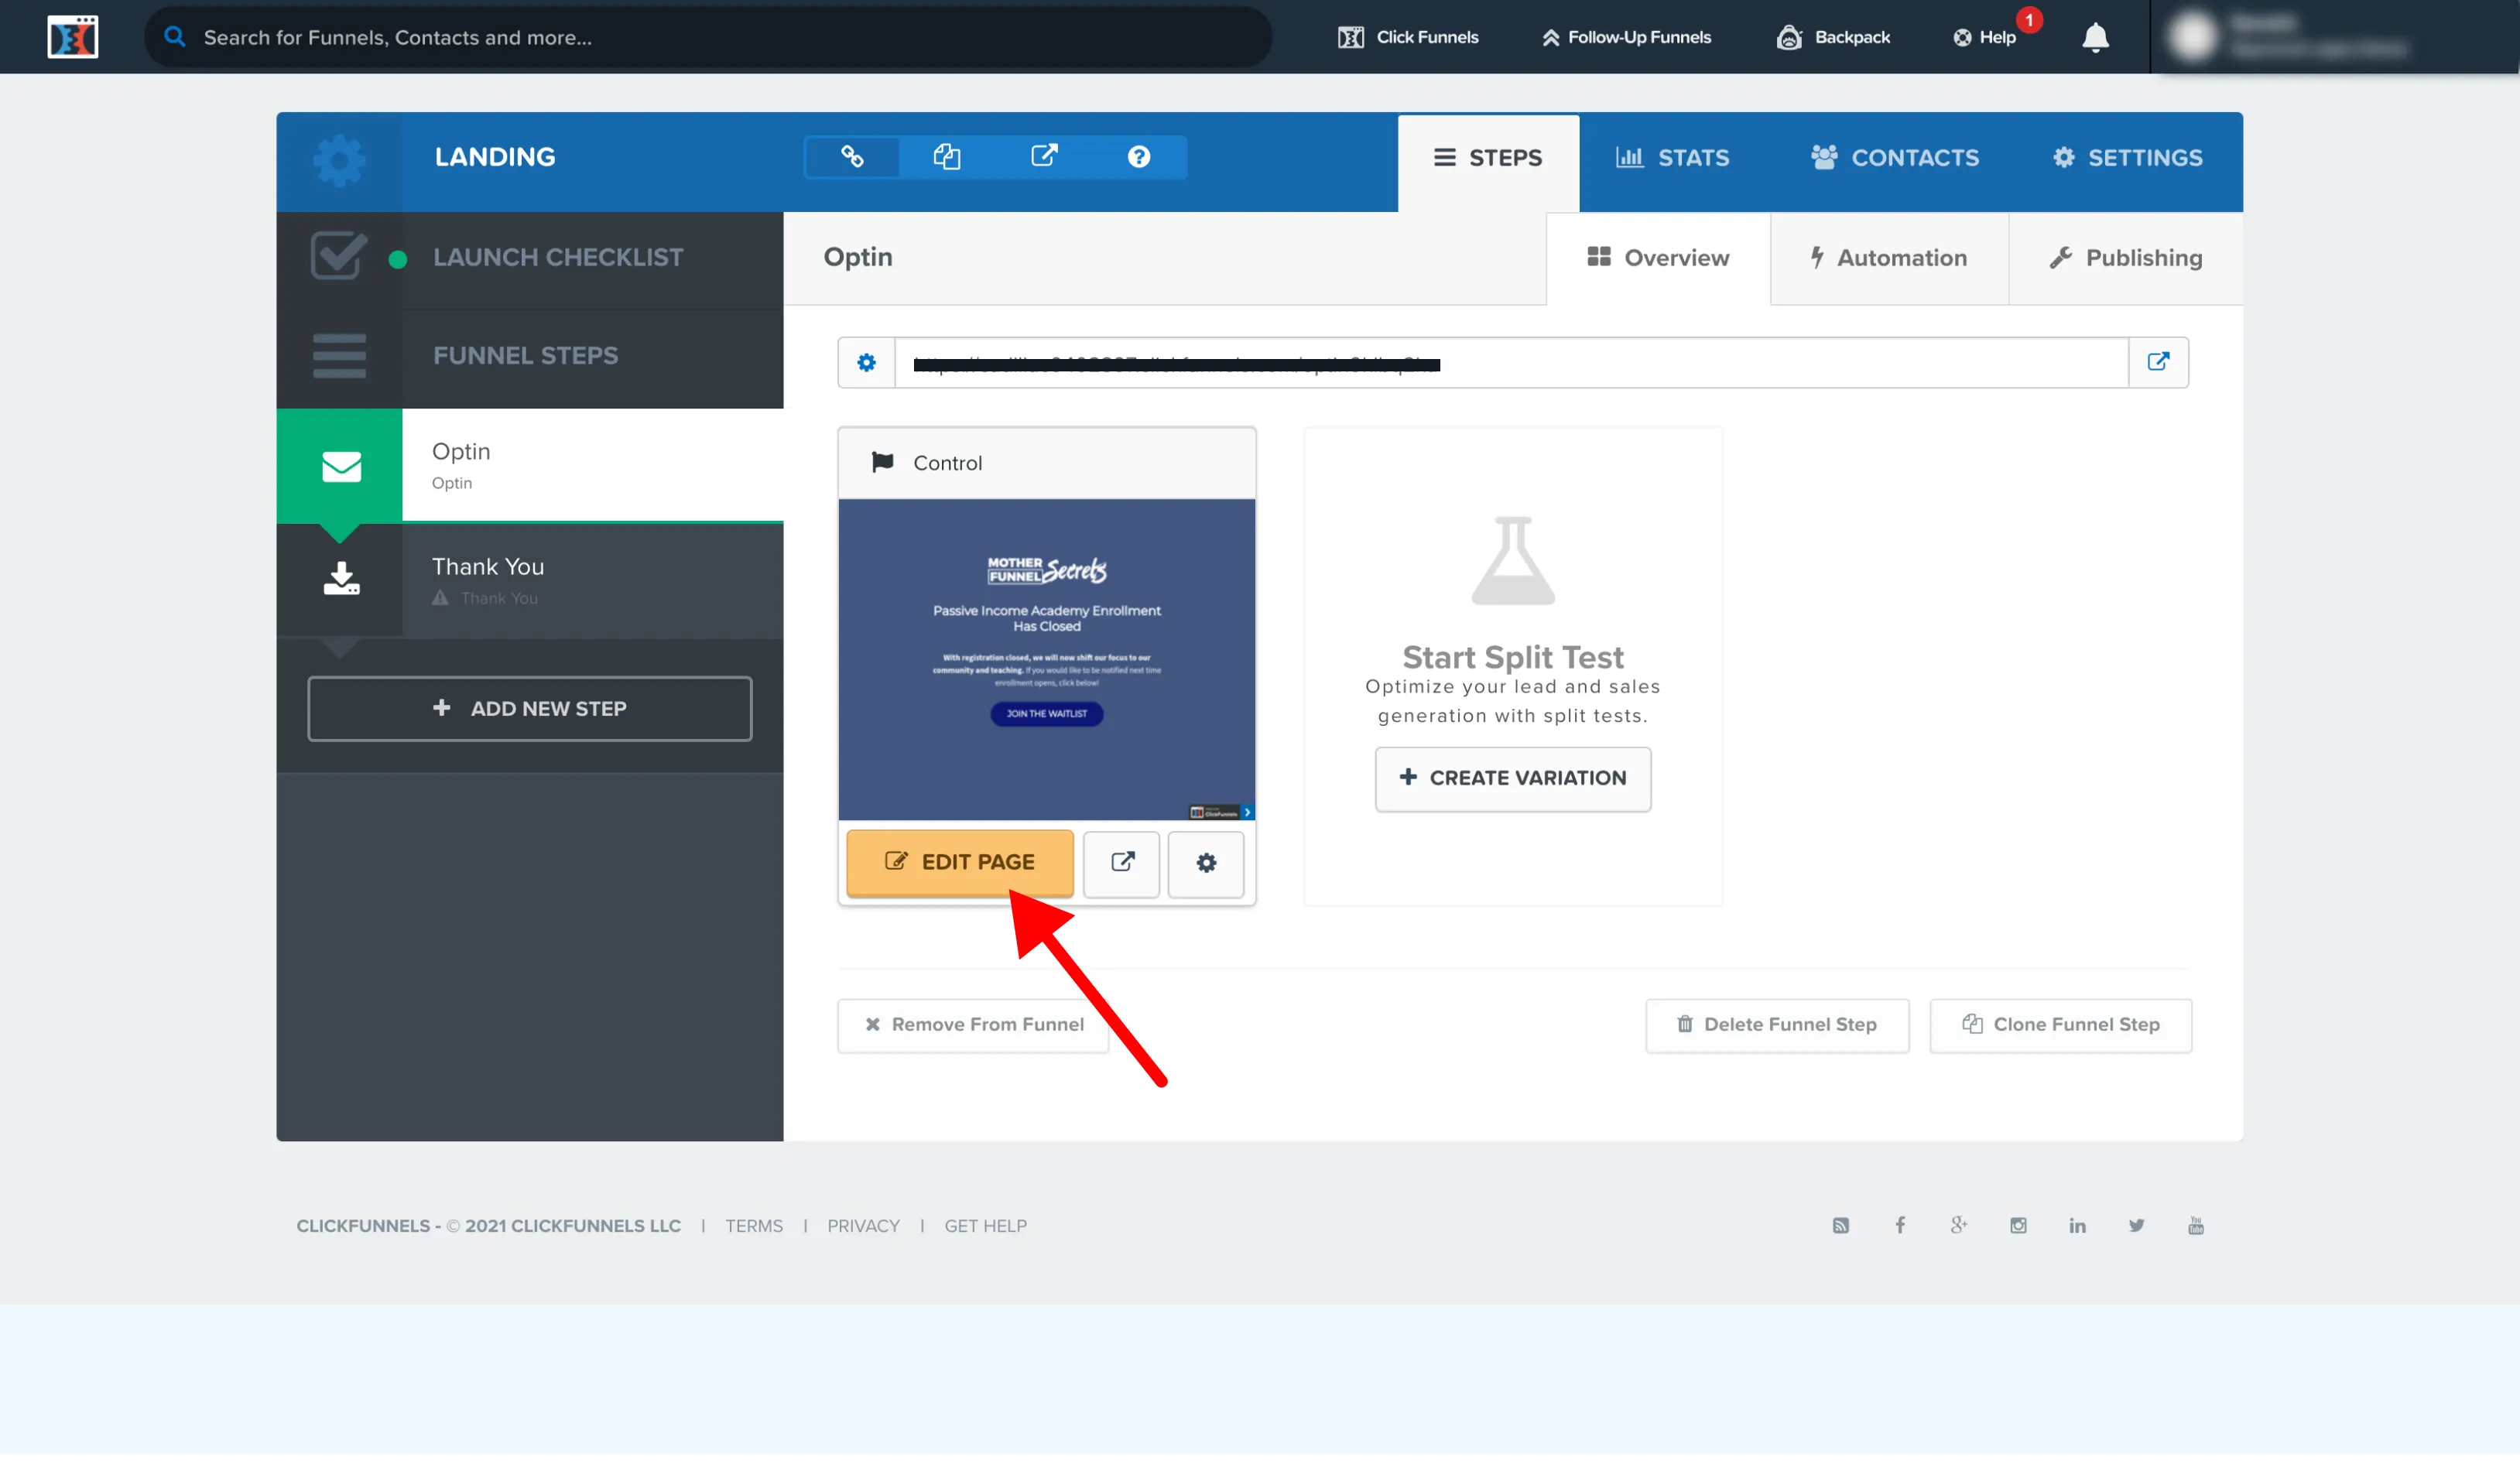 Search for Funnels, Contacts and more...
Click Funnels
Follow-Up Funnels
Backpack
Help
1
LANDING
STEPS
STATS
CONTACTS
SETTINGS
LAUNCH CHECKLIST
FUNNEL STEPS
Optin
Optin
Thank You
Thank You
+ ADD NEW STEP
Optin
Overview
Automation
Publishing
Control
MOTHER
FUNNEL Secrets
Passive Income Academy Enrollment
Has Closed
With registration closed, we will now shift our focus to our
community and teaching. If you would like to be notified next time
enrollment opens, click below!
JOIN THE WAITLIST
ClickFunnels
EDIT PAGE
Start Split Test
Optimize your lead and sales
generation with split tests.
+ CREATE VARIATION
Remove From Funnel
Delete Funnel Step
Clone Funnel Step
CLICKFUNNELS - © 2021 CLICKFUNNELS LLC | TERMS | PRIVACY | GET HELP